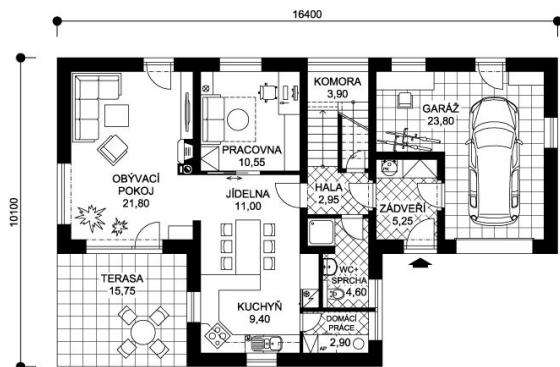 16400
10100
KOMORA
3,90
GARÁŽ
23,80
PRACOVNA
10,55
OBÝVACÍ
POKOJ
21,80
JÍDELNA
11,00
HALA
2,95
ZÁDVEŘÍ
5,25
TERASA
15,75
WC+
SPRCHA
4,60
KUCHYŇ
9,40
DOMÁCÍ
PRÁCE
2,90
AP